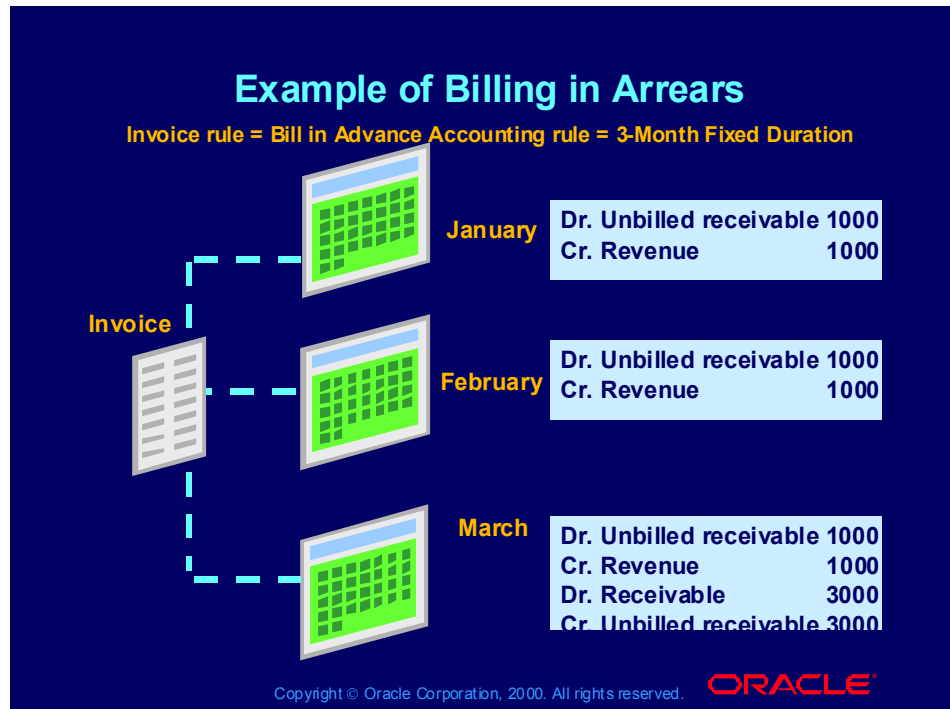 Example of Billing in Arrears
Invoice rule = Bill in Advance Accounting rule = 3-Month Fixed Duration
January
Dr. Unbilled receivable 1000
Cr. Revenue 1000
Invoice
February
Dr. Unbilled receivable 1000
Cr. Revenue 1000
March
Dr. Unbilled receivable 1000
Cr. Revenue 1000
Dr. Receivable 3000
Cr. Unbilled receivable 3000
Copyright © Oracle Corporation, 2000. All rights reserved.
ORACLE